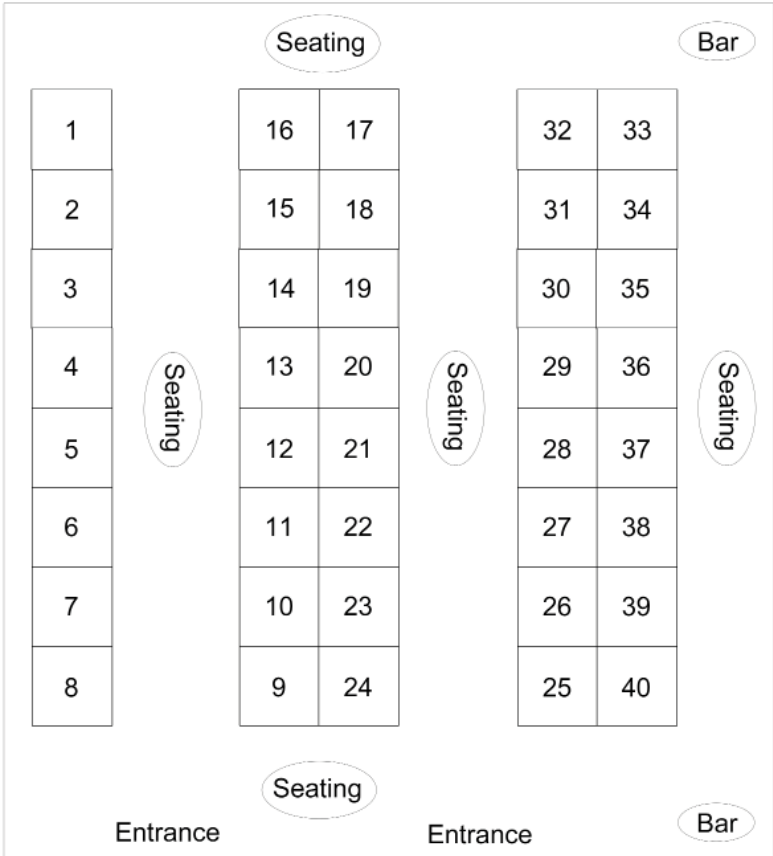 Seating Bar
1 16 17 32 33
2 15 18 31 34
3 14 19 30 35
4 13 20 29 36
Seating Seating Seating
5 12 21 28 37
6 11 22 27 38
7 10 23 26 39
8 9 24 25 40
Seating
Entrance Entrance Bar